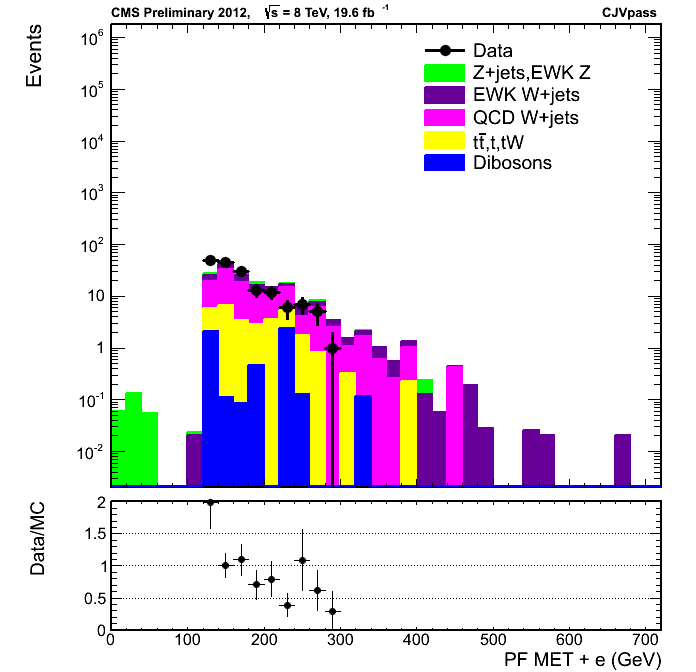 CMS Preliminary 2012, √s = 8 TeV, 19.6 fb⁻¹ CJVpass
Events
10⁶
10⁵
10⁴
10³
10²
10
1
10⁻¹
10⁻²
Data
Z+jets,EWK Z
EWK W+jets
QCD W+jets
tt̄,t,tW
Dibosons
Data/MC
2
1.5
1
0.5
0
0 100 200 300 400 500 600 700
PF MET + e (GeV)